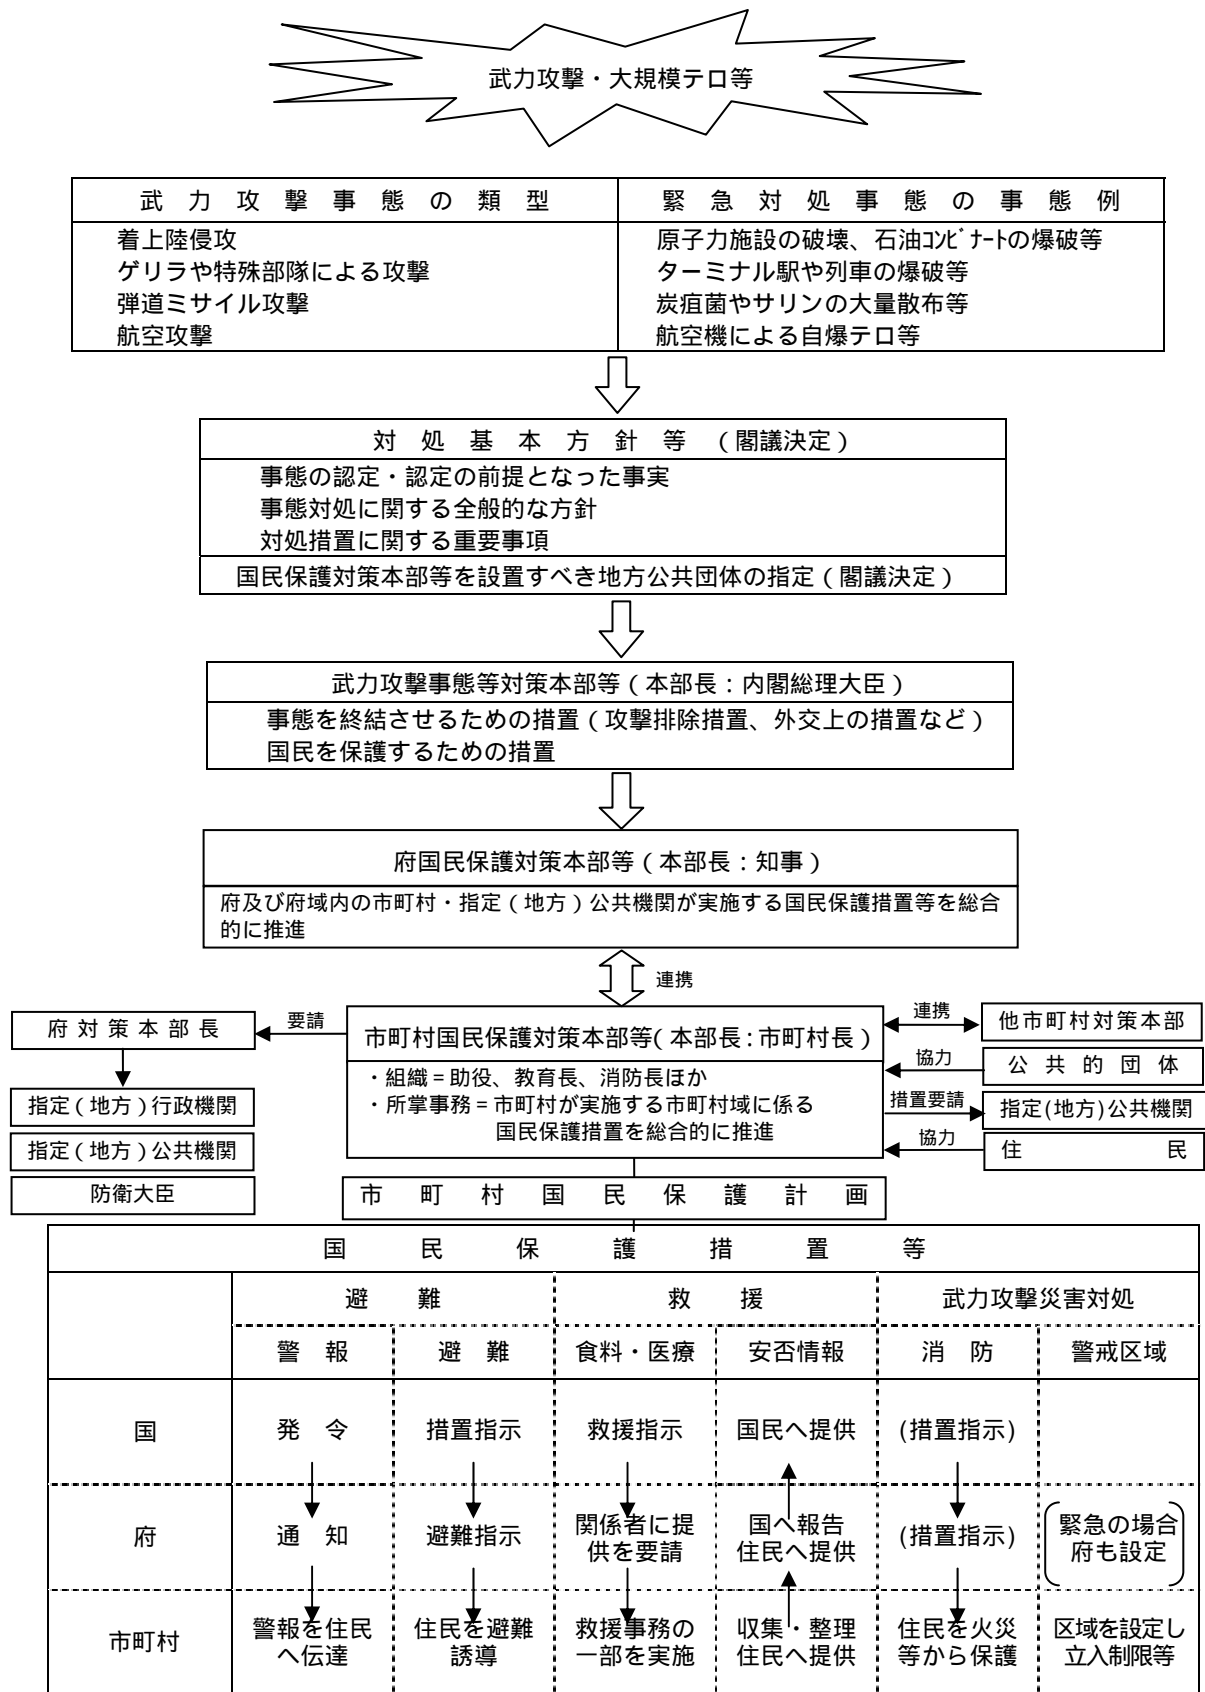 武力攻撃・大規模テロ等
武力攻撃事態の類型
緊急対処事態の事態例
着上陸侵攻
ゲリラや特殊部隊による攻撃
弾道ミサイル攻撃
航空攻撃
原子力施設の破壊、石油ｺﾝﾋﾞﾅｰﾄの爆破等
ターミナル駅や列車の爆破等
炭疽菌やサリンの大量散布等
航空機による自爆テロ等
対処基本方針等（閣議決定）
事態の認定・認定の前提となった事実
事態対処に関する全般的な方針
対処措置に関する重要事項
国民保護対策本部等を設置すべき地方公共団体の指定（閣議決定）
武力攻撃事態等対策本部等（本部長：内閣総理大臣）
事態を終結させるための措置（攻撃排除措置、外交上の措置など）
国民を保護するための措置
府国民保護対策本部等（本部長：知事）
府及び府域内の市町村・指定（地方）公共機関が実施する国民保護措置等を総合
的に推進
連携
府対策本部長
要請
指定（地方）行政機関
指定（地方）公共機関
防衛大臣
市町村国民保護対策本部等（本部長：市町村長）
・組織＝助役、教育長、消防長ほか
・所掌事務＝市町村が実施する市町村域に係る
国民保護措置を総合的に推進
連携
他市町村対策本部
協力
公共的団体
措置要請
指定(地方)公共機関
協力
住民
市町村国民保護計画
国民保護措置等
避難
救援
武力攻撃災害対処
警報
避難
食料・医療
安否情報
消防
警戒区域
国
発令
措置指示
救援指示
国民へ提供
(措置指示)
府
通知
避難指示
関係者に提
供を要請
国へ報告
住民へ提供
(措置指示)
緊急の場合
府も設定
市町村
警報を住民
へ伝達
住民を避難
誘導
救援事務の
一部を実施
収集・整理
住民へ提供
住民を火災
等から保護
区域を設定し
立入制限等